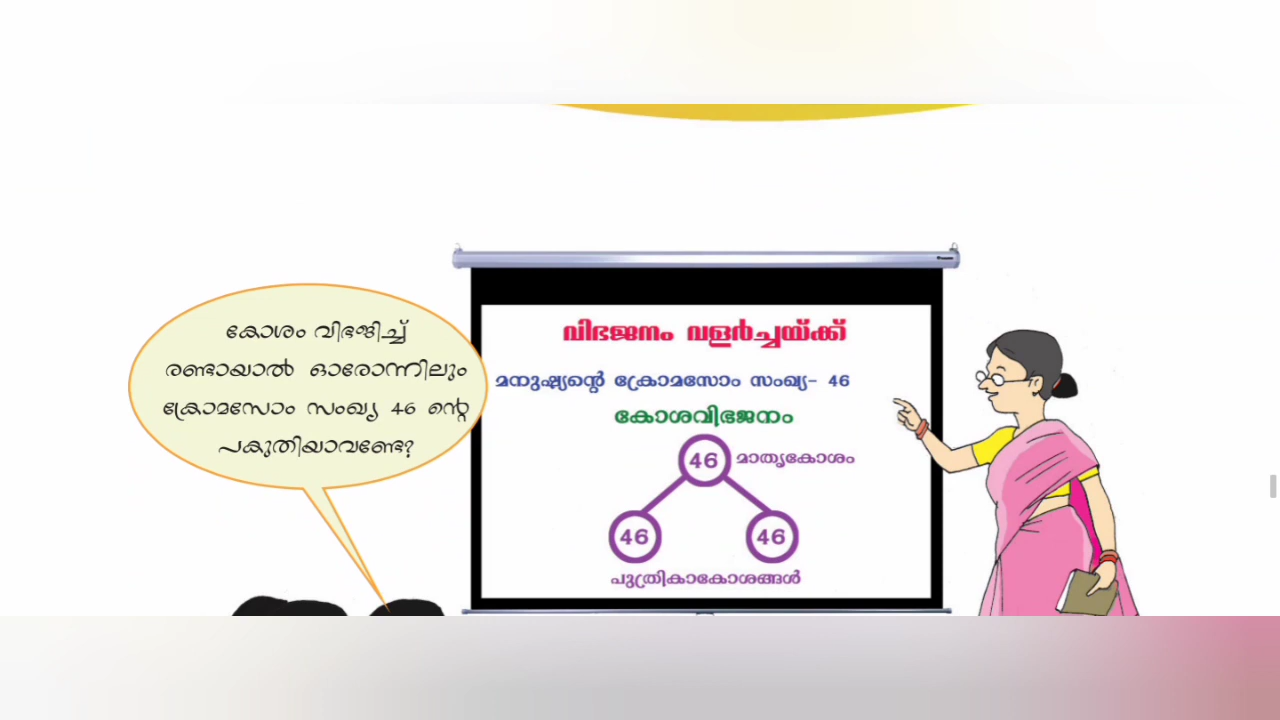 കോശം വിഭജിച്ച്
രണ്ടായാൽ ഓരോന്നിലും
ക്രോമസോം സംഖ്യ 46 ന്റെ
പകുതിയാവണ്ടേ?
വിഭജനം വളർച്ചയ്ക്ക്
മനുഷ്യന്റെ ക്രോമസോം സംഖ്യ- 46
കോശവിഭജനം
46 മാതൃകോശം
46 46
പുത്രികാകോശങ്ങൾ